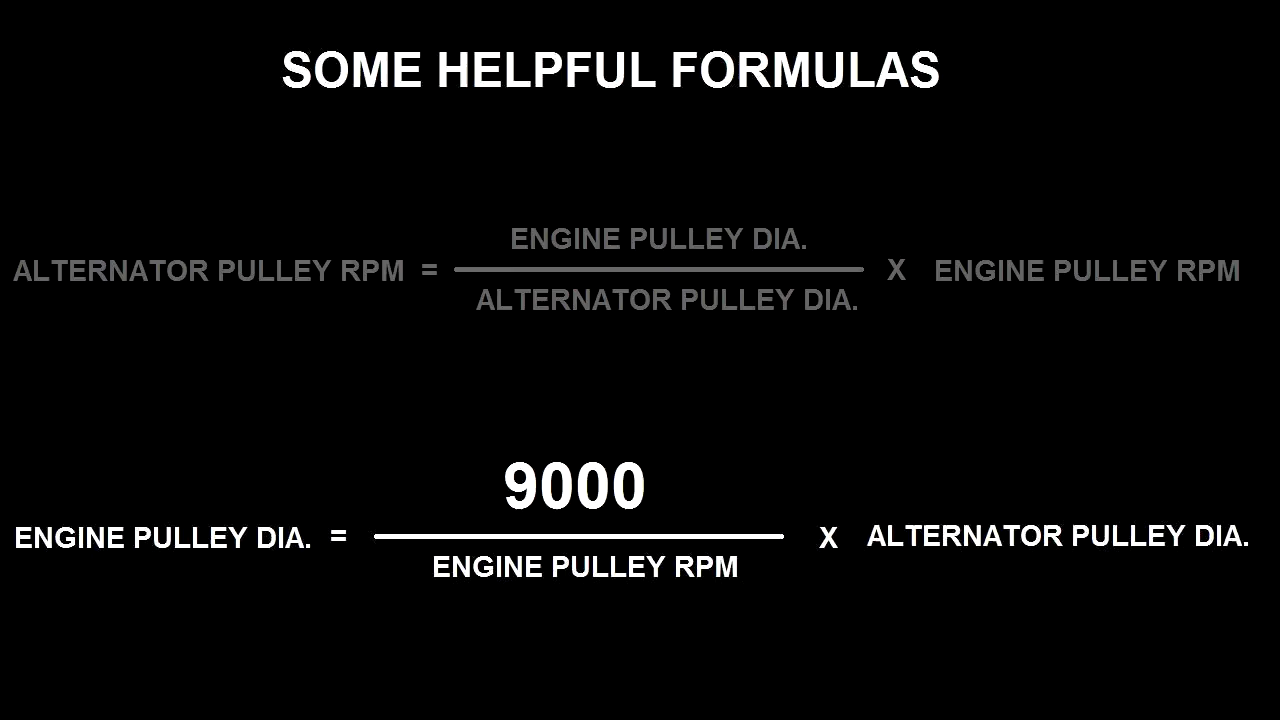 SOME HELPFUL FORMULAS
ENGINE PULLEY DIA.
ALTERNATOR PULLEY RPM = X ENGINE PULLEY RPM
ALTERNATOR PULLEY DIA.
9000
ENGINE PULLEY DIA. = X ALTERNATOR PULLEY DIA.
ENGINE PULLEY RPM